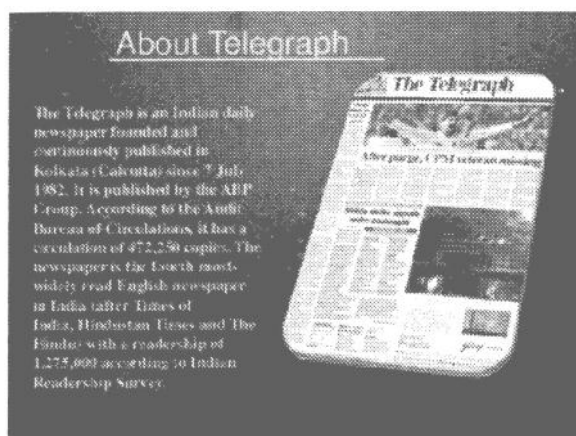 About Telegraph
The Telegraph is an Indian daily
newspaper founded and
continuously published in
Kolkata (Calcutta) since 7 July
1982. It is published by the ABP
Group. According to the Audit
Bureau of Circulations, it has a
circulation of 472,250 copies. The
newspaper is the fourth most-
widely read English newspaper
in India (after Times of
India, Hindustan Times and The
Hindu) with a readership of
1,275,000 according to Indian
Readership Survey.
The Telegraph
After purge, CPM veteran missing